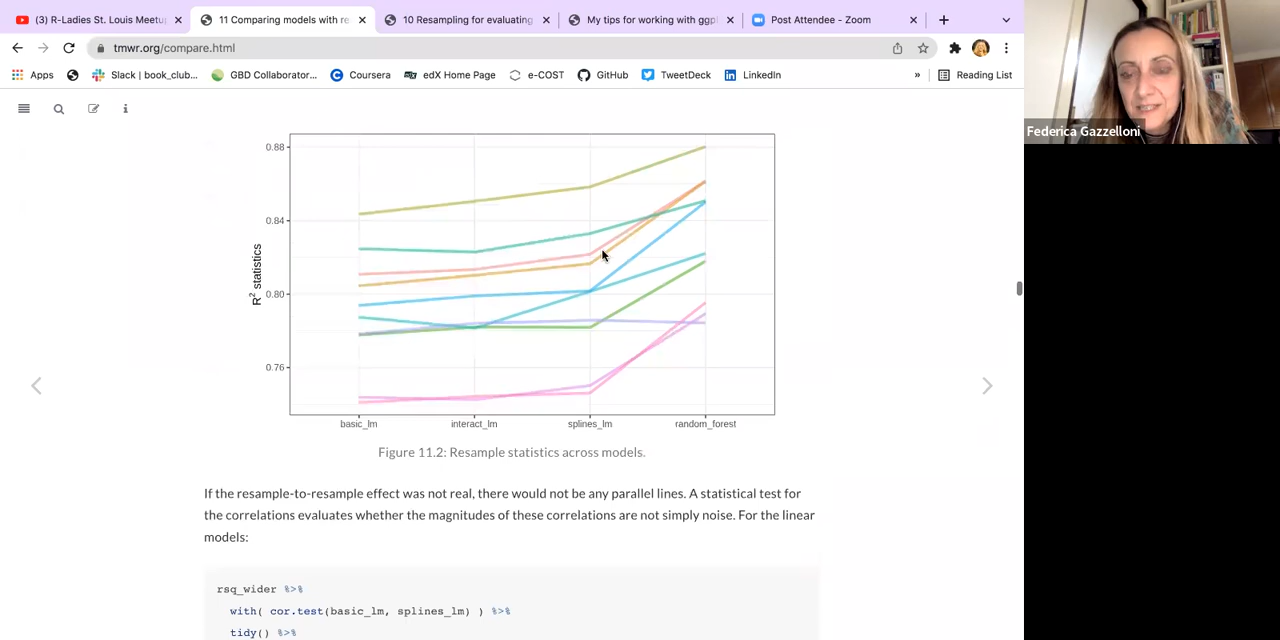 (3) R-Ladies St. Louis Meetu
11 Comparing models with re
10 Resampling for evaluating
My tips for working with ggp
Post Attendee - Zoom
tmwr.org/compare.html
Apps
Slack | book_club...
GBD Collaborator...
Coursera
edX Home Page
e-COST
GitHub
TweetDeck
LinkedIn
»
Reading List
Federica Gazzelloni
0.88
0.84
0.80
0.76
R² statistics
basic_lm
interact_lm
splines_lm
random_forest
Figure 11.2: Resample statistics across models.
If the resample-to-resample effect was not real, there would not be any parallel lines. A statistical test for
the correlations evaluates whether the magnitudes of these correlations are not simply noise. For the linear
models:
rsq_wider %>%
with( cor.test(basic_lm, splines_lm) ) %>%
tidy() %>%